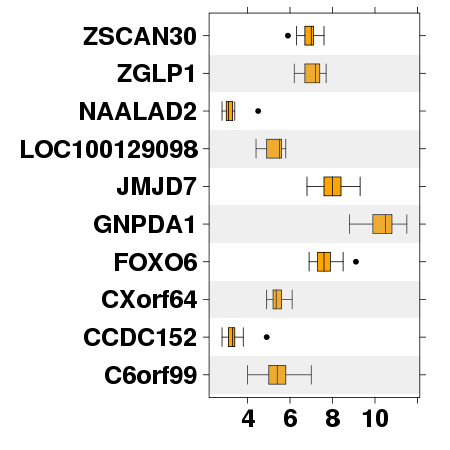 ZSCAN30
ZGLP1
NAALAD2
LOC100129098
JMJD7
GNPDA1
FOXO6
CXorf64
CCDC152
C6orf99
4 6 8 10